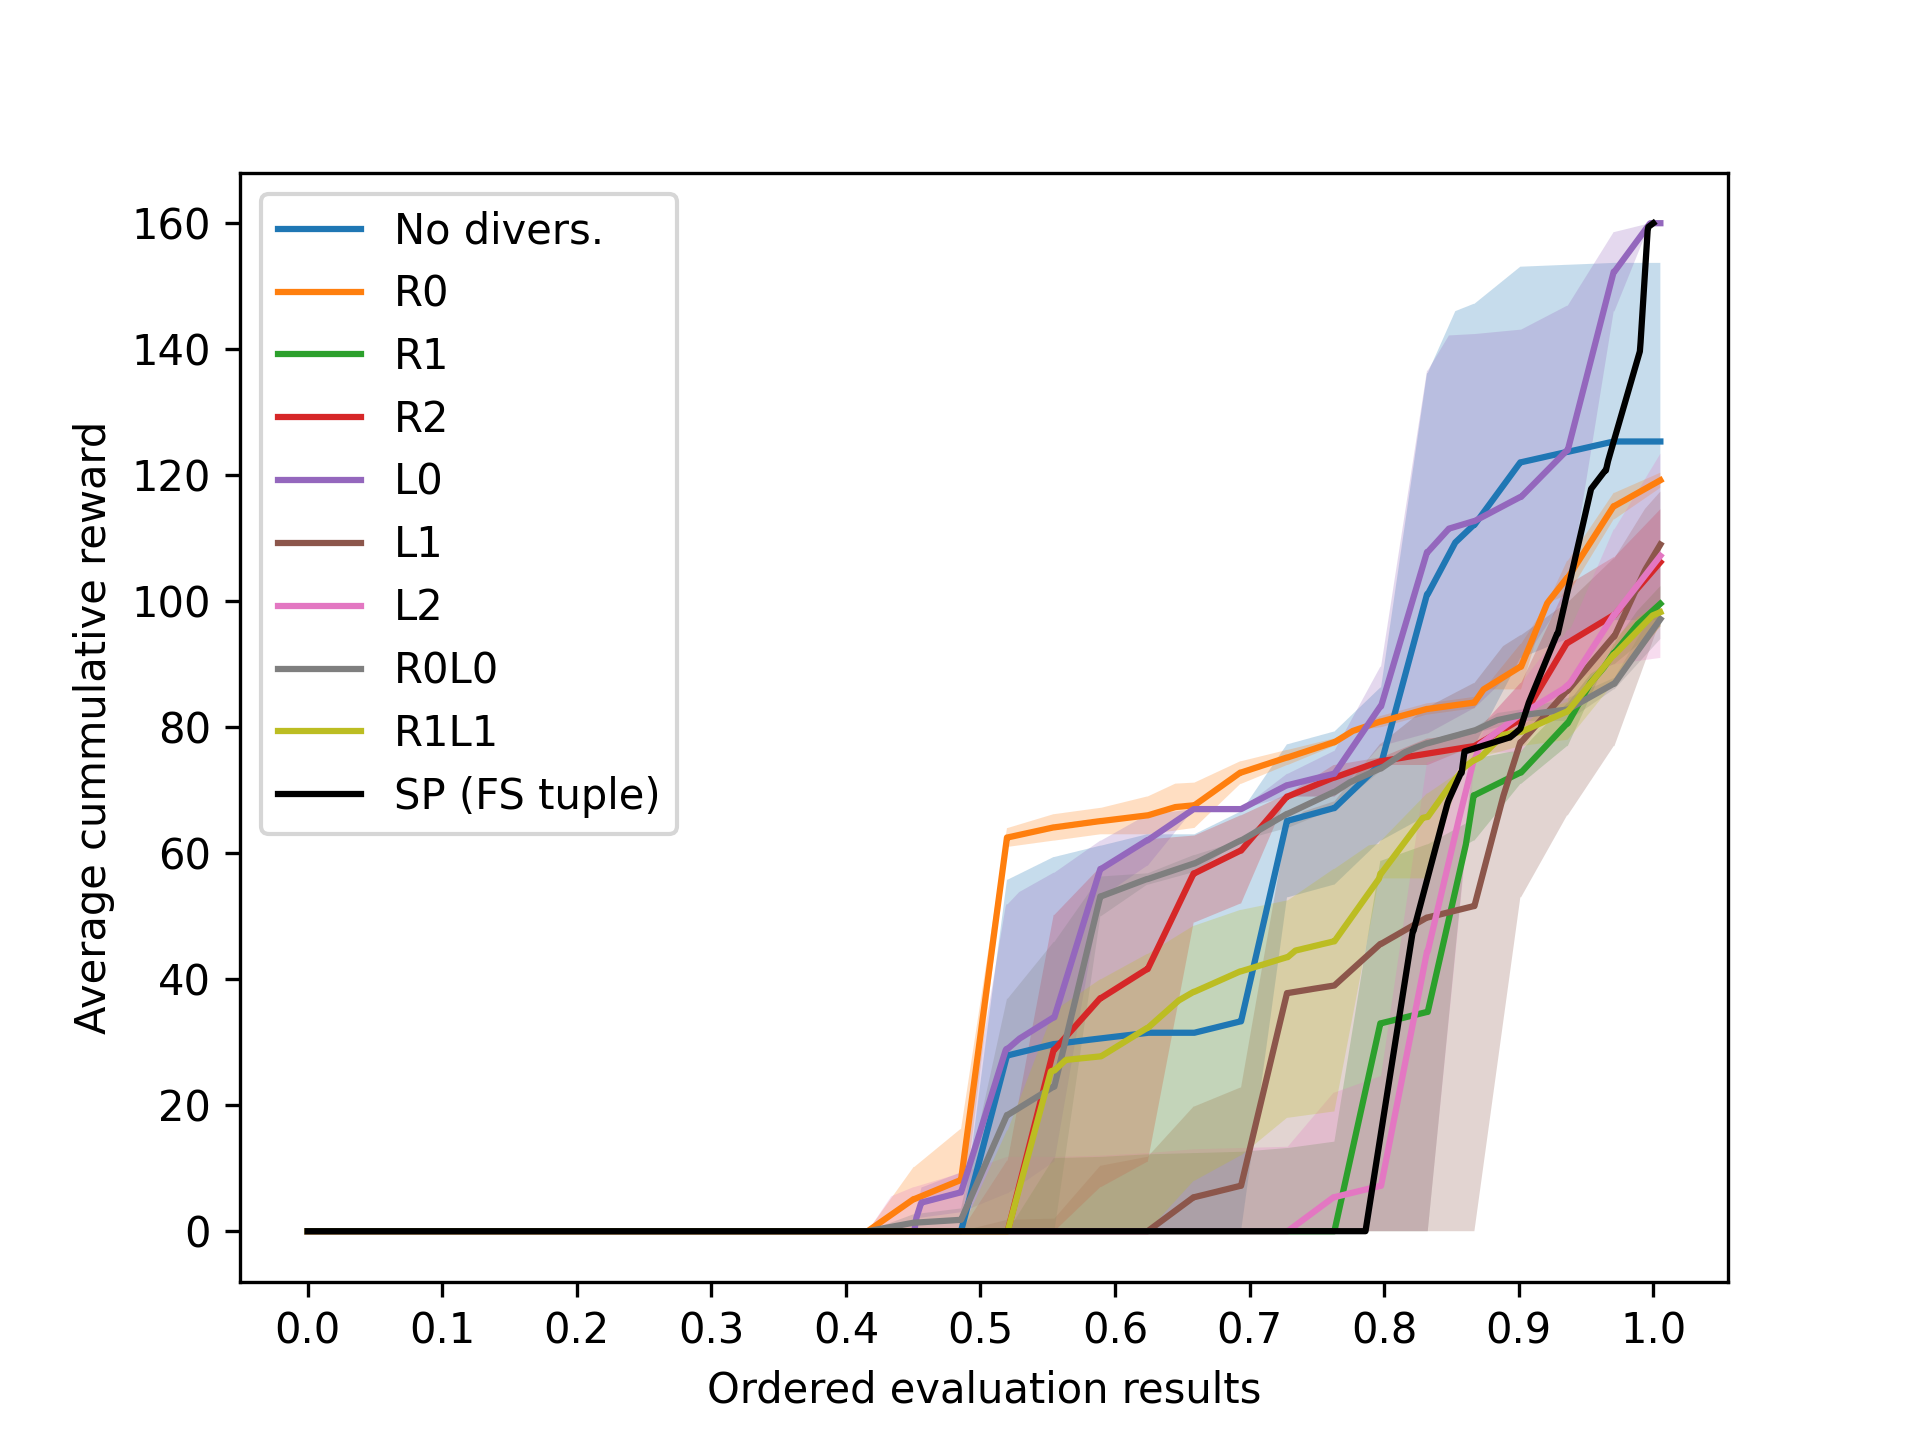 No divers.
R0
R1
R2
L0
L1
L2
R0L0
R1L1
SP (FS tuple)
160
140
120
100
80
60
40
20
0
Average cummulative reward
0.0 0.1 0.2 0.3 0.4 0.5 0.6 0.7 0.8 0.9 1.0
Ordered evaluation results